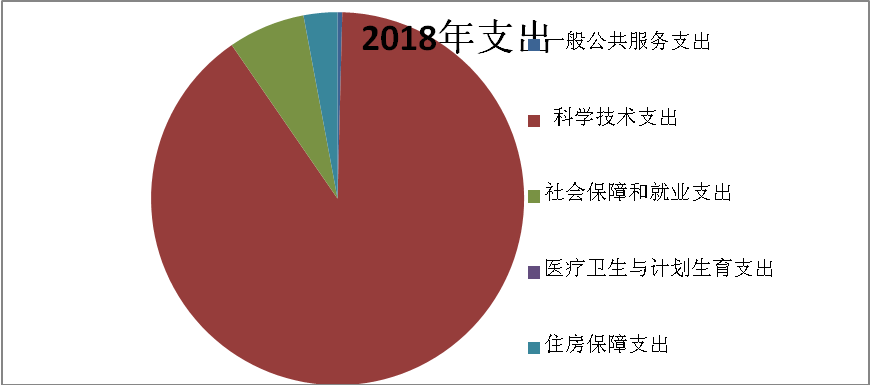 2018年支出
一般公共服务支出
科学技术支出
社会保障和就业支出
医疗卫生与计划生育支出
住房保障支出